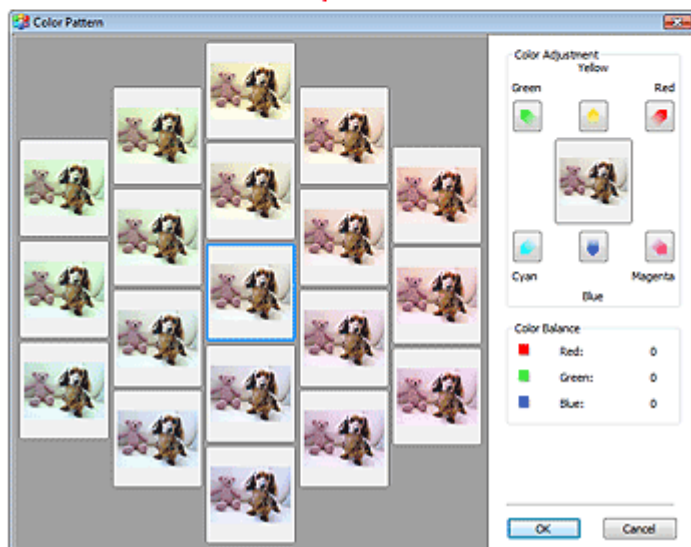 Color Pattern
Color Adjustment
Yellow
Green Red
Cyan Magenta
Blue
Color Balance
Red: 0
Green: 0
Blue: 0
OK Cancel